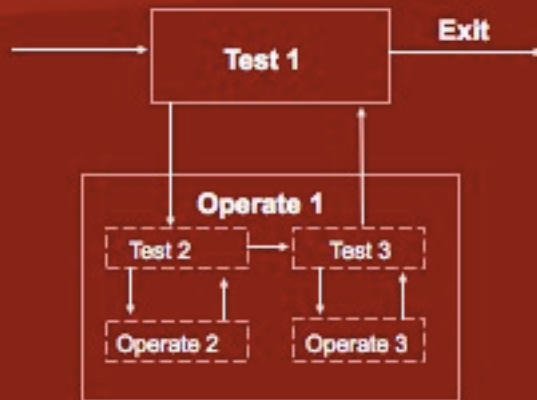 Exit
Test 1
Operate 1
Test 2
Test 3
Operate 2
Operate 3